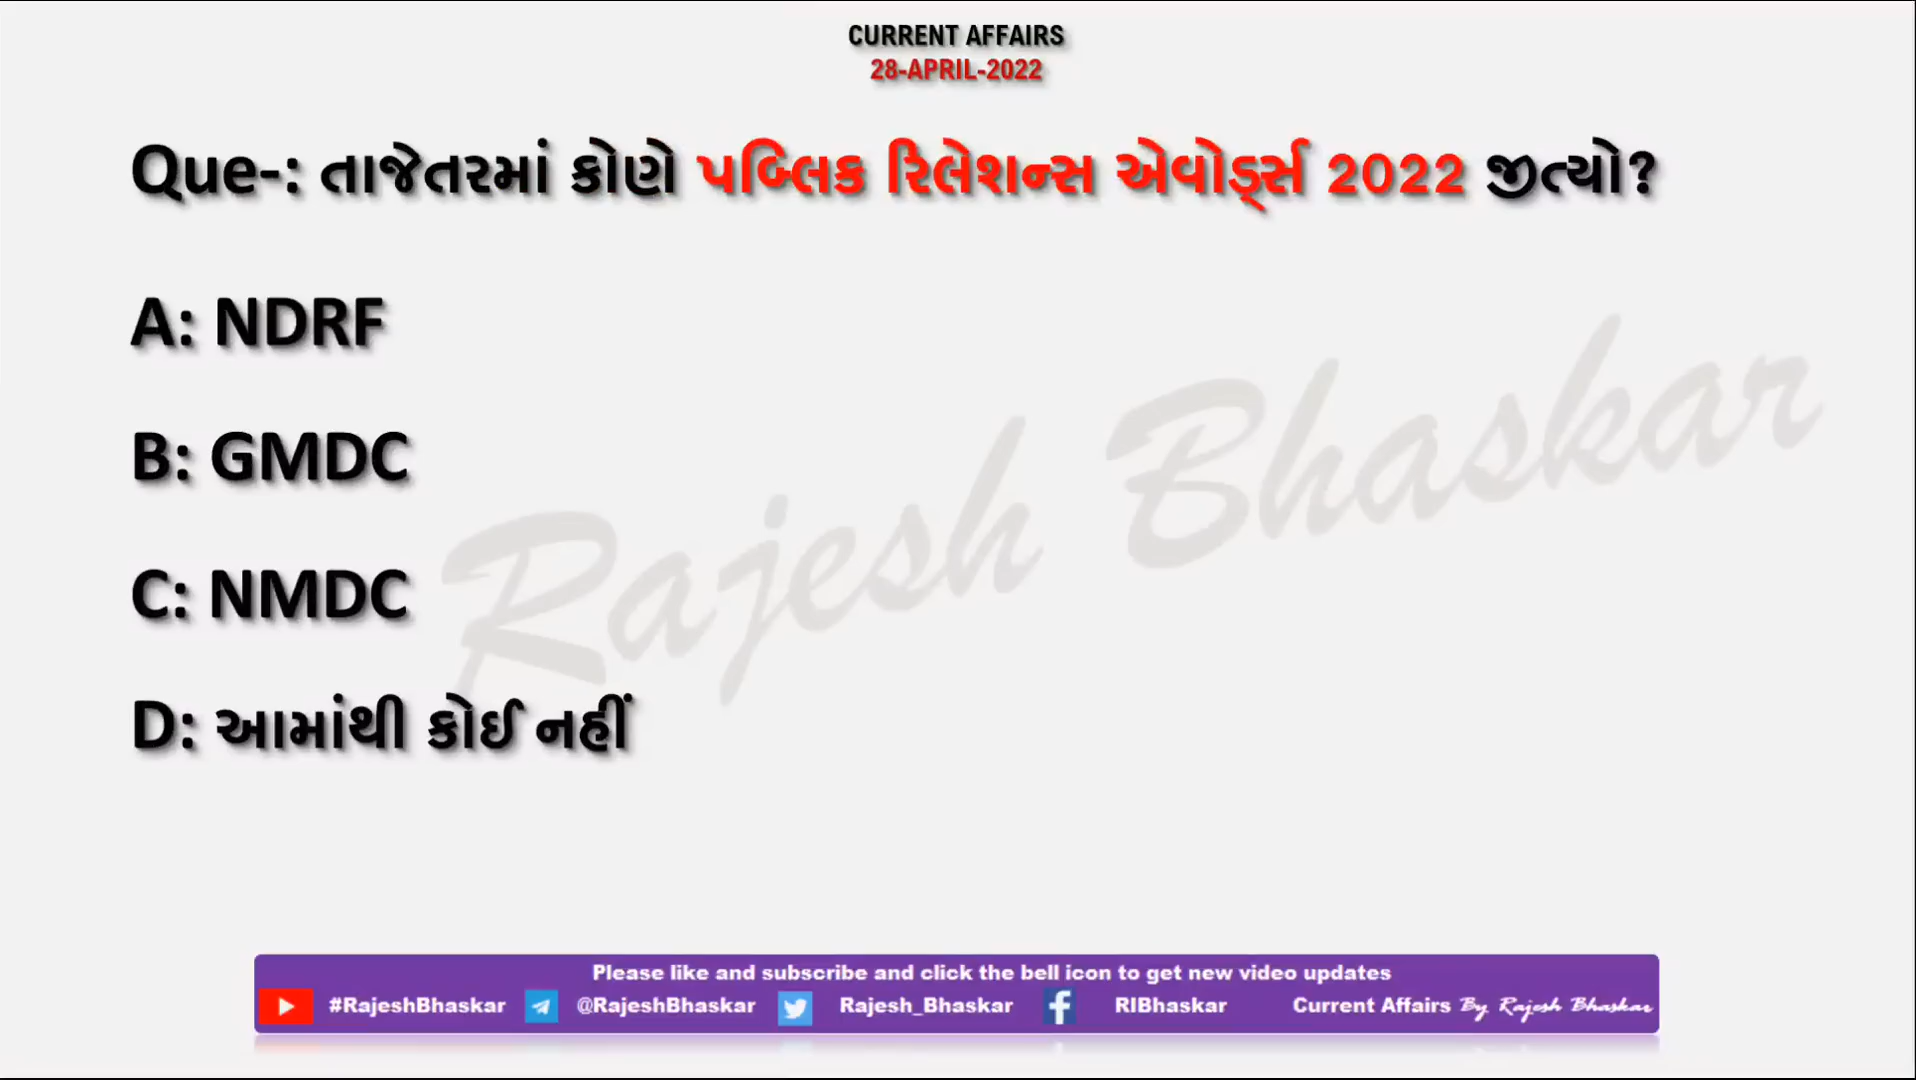 CURRENT AFFAIRS
28-APRIL-2022
Que-: તાજેતરમાં કોણે પબ્લિક રિલેશન્સ એવોર્ડ્સ 2022 જીત્યો?
A: NDRF
B: GMDC
C: NMDC
D: આમાંથી કોઈ નહીં
Rajesh Bhaskar
Please like and subscribe and click the bell icon to get new video updates
#RajeshBhaskar @RajeshBhaskar Rajesh_Bhaskar RIBhaskar Current Affairs By Rajesh Bhaskar